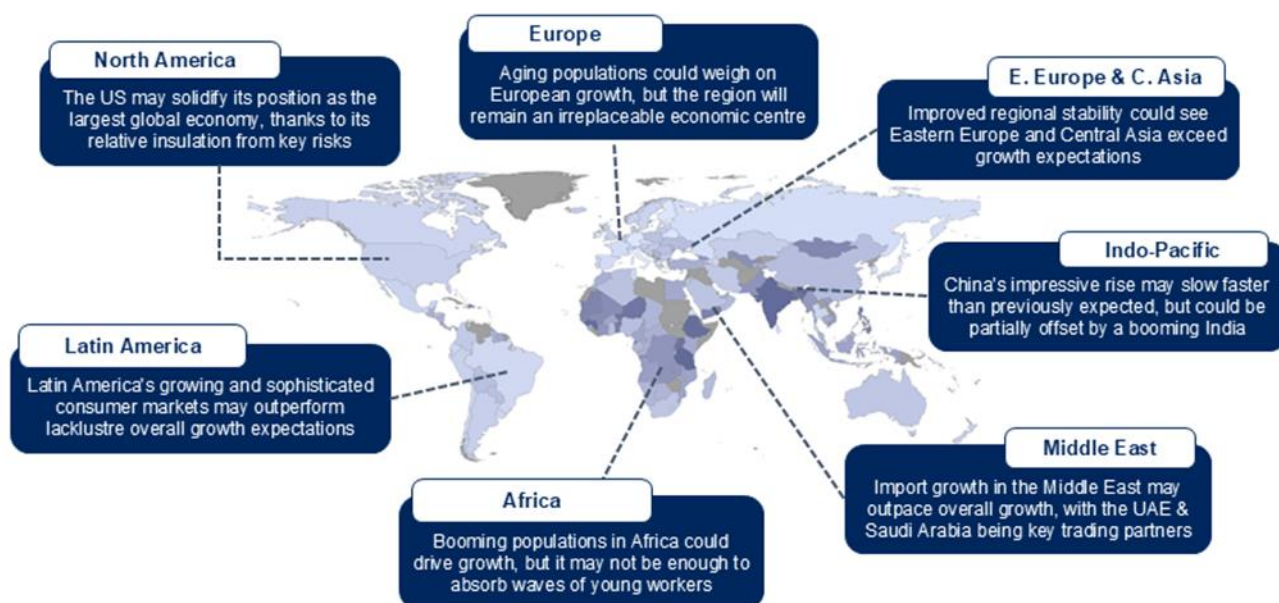 North America
The US may solidify its position as the
largest global economy, thanks to its
relative insulation from key risks
Europe
Aging populations could weigh on
European growth, but the region will
remain an irreplaceable economic centre
E. Europe & C. Asia
Improved regional stability could see
Eastern Europe and Central Asia exceed
growth expectations
Indo-Pacific
China's impressive rise may slow faster
than previously expected, but could be
partially offset by a booming India
Latin America
Latin America's growing and sophisticated
consumer markets may outperform
lacklustre overall growth expectations
Middle East
Import growth in the Middle East may
outpace overall growth, with the UAE &
Saudi Arabia being key trading partners
Africa
Booming populations in Africa could
drive growth, but it may not be enough to
absorb waves of young workers